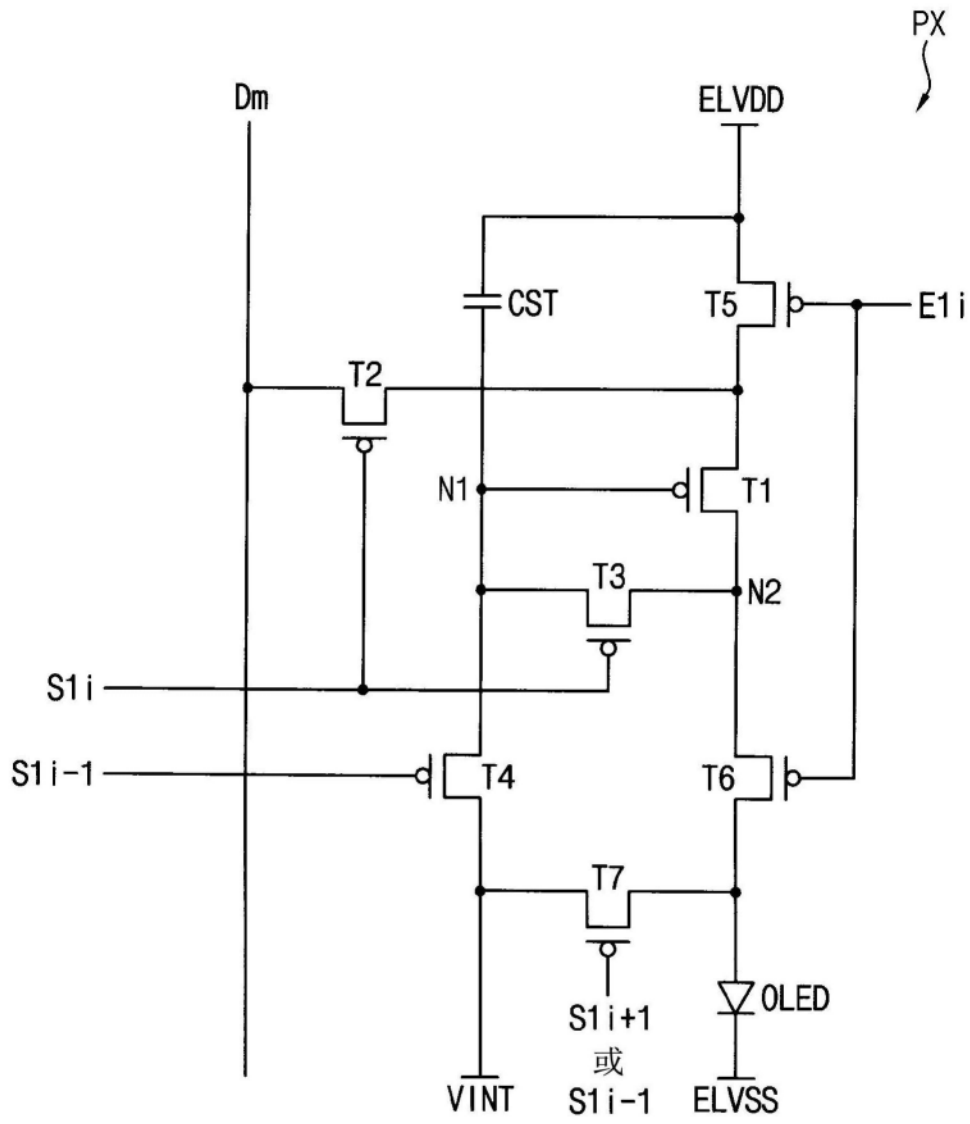 PX
Dm
ELVDD
CST
T5
E1i
T2
N1
T1
T3
N2
S1i
S1i-1
T4
T6
T7
OLED
S1i+1
或
S1i-1
VINT
ELVSS